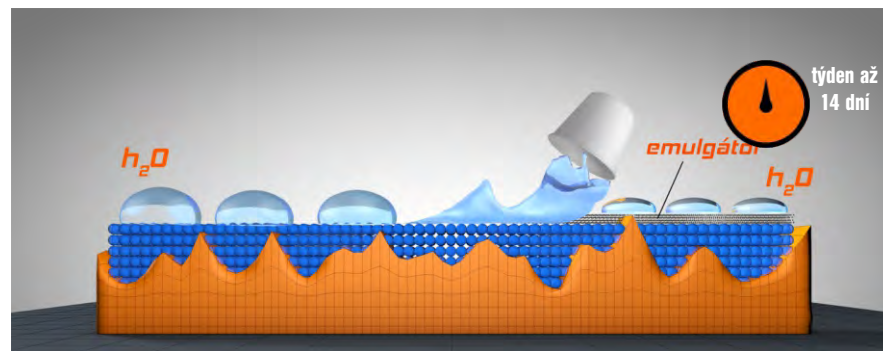 týden až
14 dní
emulgátor
h₂O
h₂O